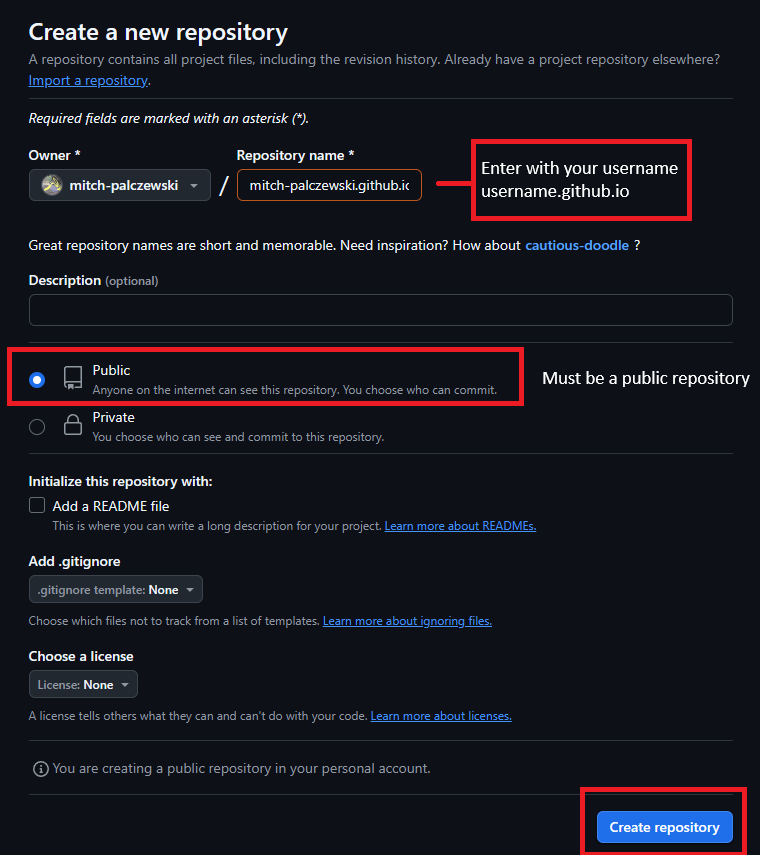 Create a new repository
A repository contains all project files, including the revision history. Already have a project repository elsewhere?
Import a repository.
Required fields are marked with an asterisk (*).
Owner *
Repository name *
mitch-palczewski
/
mitch-palczewski.github.io
Enter with your username
username.github.io
Great repository names are short and memorable. Need inspiration? How about cautious-doodle ?
Description (optional)
Public
Anyone on the internet can see this repository. You choose who can commit.
Must be a public repository
Private
You choose who can see and commit to this repository.
Initialize this repository with:
Add a README file
This is where you can write a long description for your project. Learn more about READMEs.
Add .gitignore
.gitignore template: None
Choose which files not to track from a list of templates. Learn more about ignoring files.
Choose a license
License: None
A license tells others what they can and can't do with your code. Learn more about licenses.
You are creating a public repository in your personal account.
Create repository